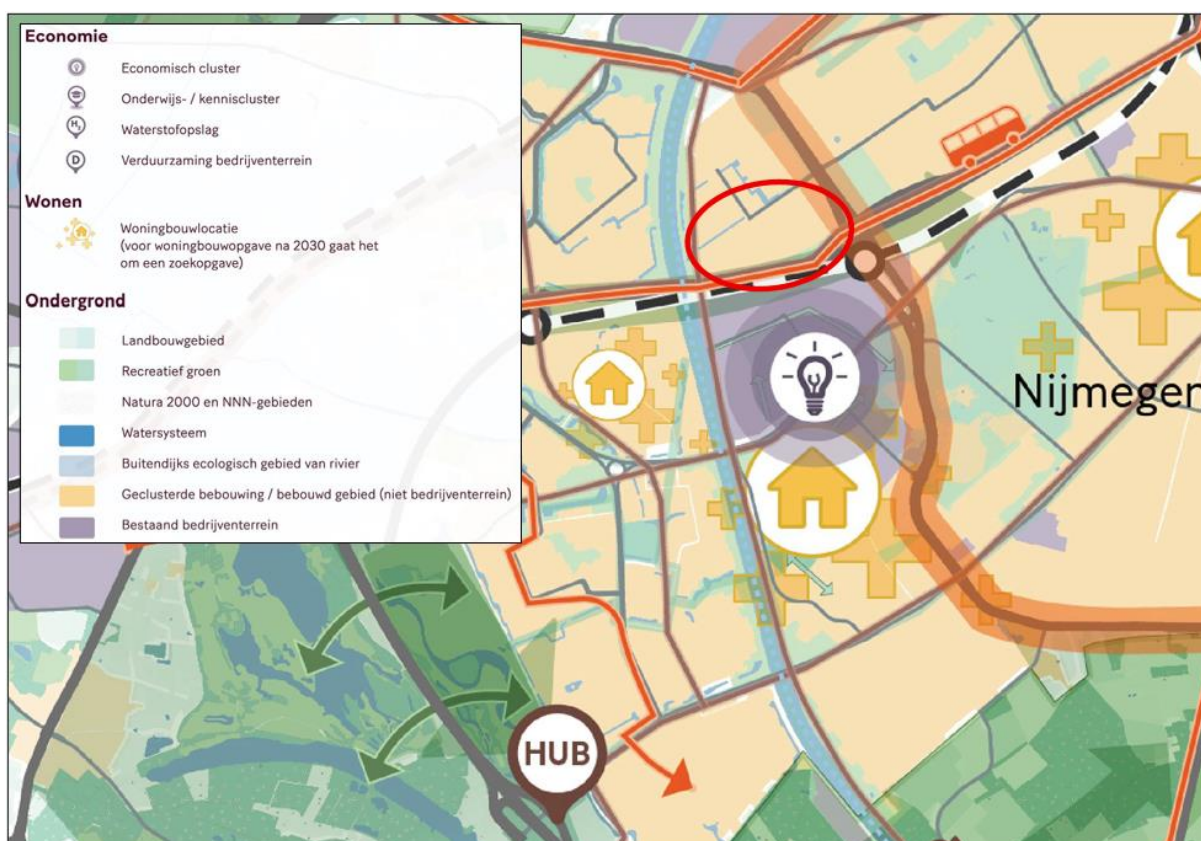 Economie
Economisch cluster
Onderwijs- / kenniscluster
H₂
Waterstofopslag
D
Verduurzaming bedrijventerrein
Wonen
Woningbouwlocatie
(voor woningbouwopgave na 2030 gaat het
om een zoekopgave)
Ondergrond
Landbouwgebied
Recreatief groen
Natura 2000 en NNN-gebieden
Watersysteem
Buitendijks ecologisch gebied van rivier
Geclusterde bebouwing / bebouwd gebied (niet bedrijventerrein)
Bestaand bedrijventerrein
Nijmegen
HUB